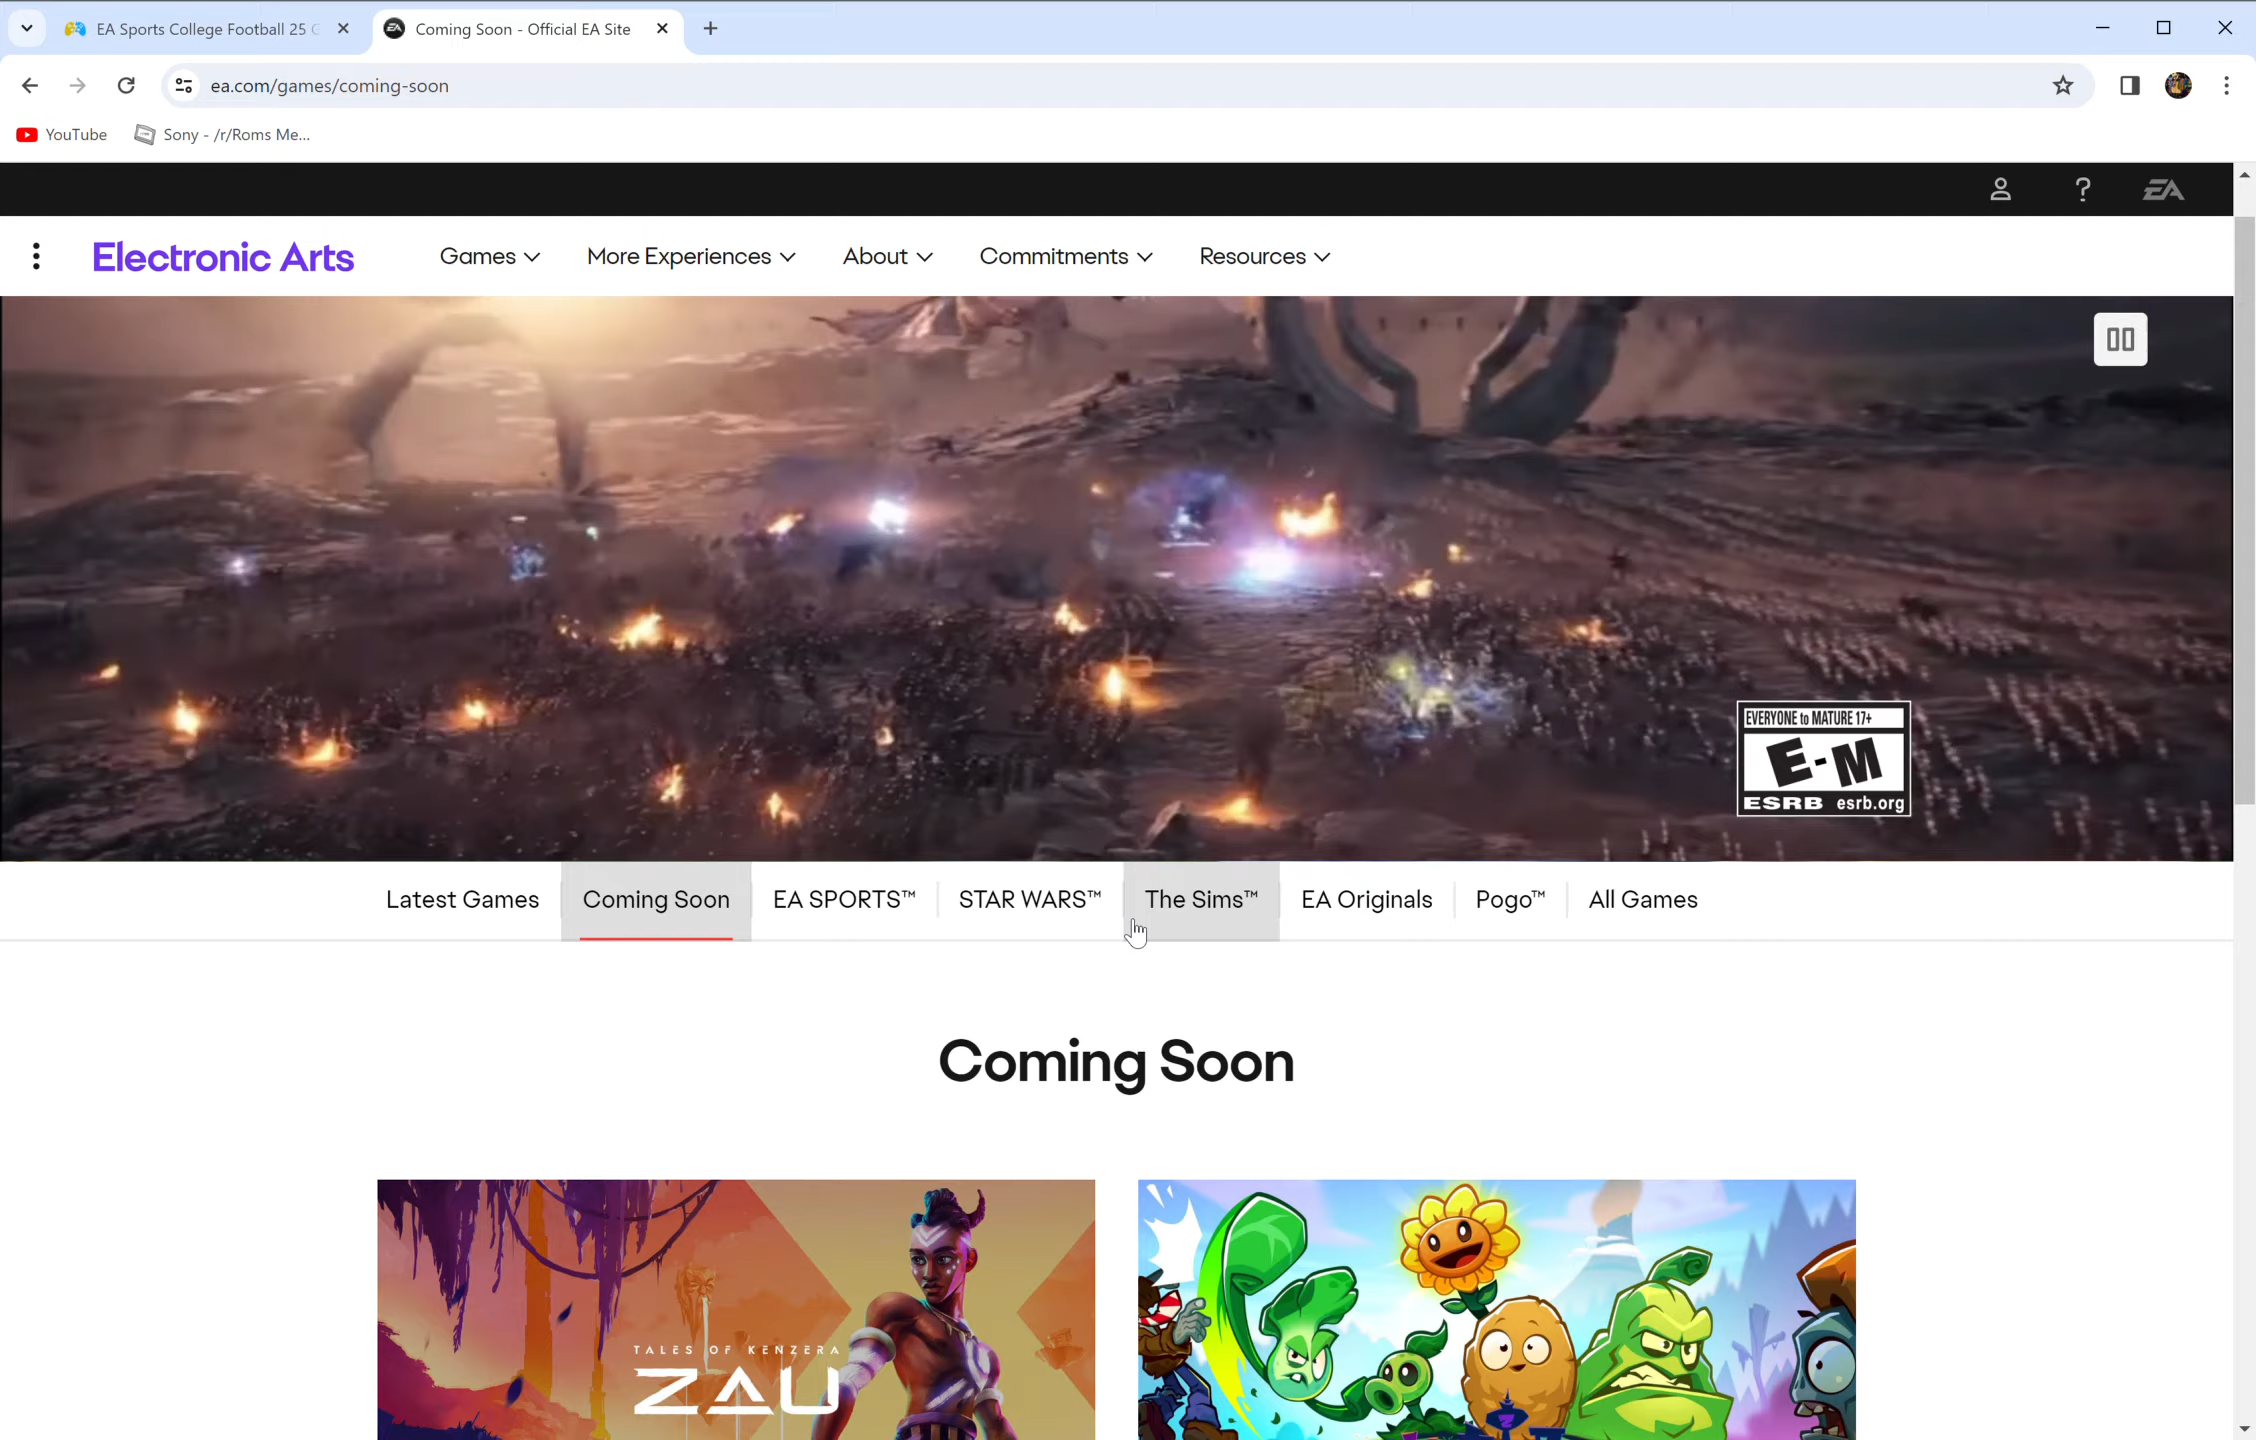 EA Sports College Football 25 G
Coming Soon - Official EA Site
ea.com/games/coming-soon
YouTube
Sony - /r/Roms Me...
EA
Electronic Arts
Games
More Experiences
About
Commitments
Resources
EVERYONE to MATURE 17+
E-M
ESRB esrb.org
Latest Games
Coming Soon
EA SPORTS™
STAR WARS™
The Sims™
EA Originals
Pogo™
All Games
Coming Soon
TALES OF KENZERA
ZAU